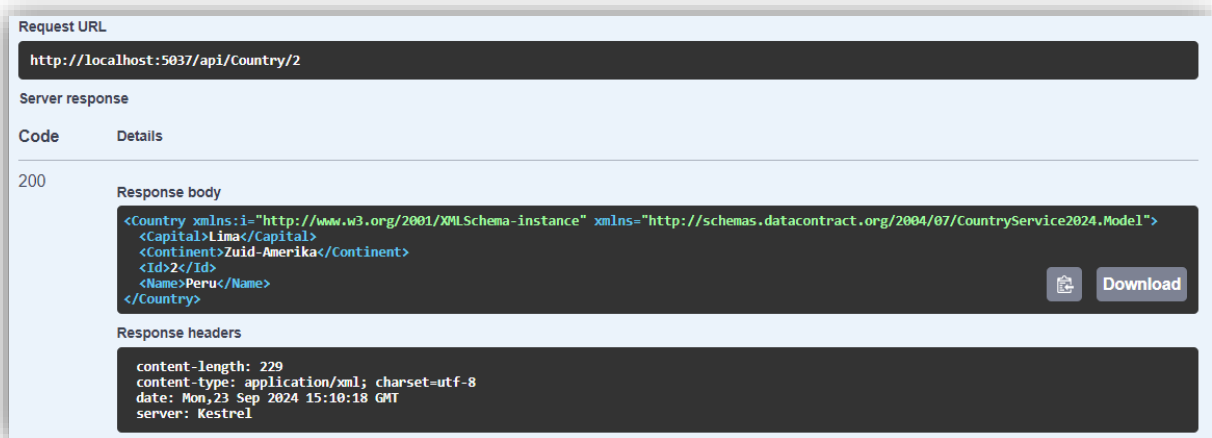 Request URL
http://localhost:5037/api/Country/2
Server response
Code Details
200
Response body
<Country xmlns:i="http://www.w3.org/2001/XMLSchema-instance" xmlns="http://schemas.datacontract.org/2004/07/CountryService2024.Model">
  <Capital>Lima</Capital>
  <Continent>Zuid-Amerika</Continent>
  <Id>2</Id>
  <Name>Peru</Name>
</Country>
Download
Response headers
content-length: 229
content-type: application/xml; charset=utf-8
date: Mon,23 Sep 2024 15:10:18 GMT
server: Kestrel